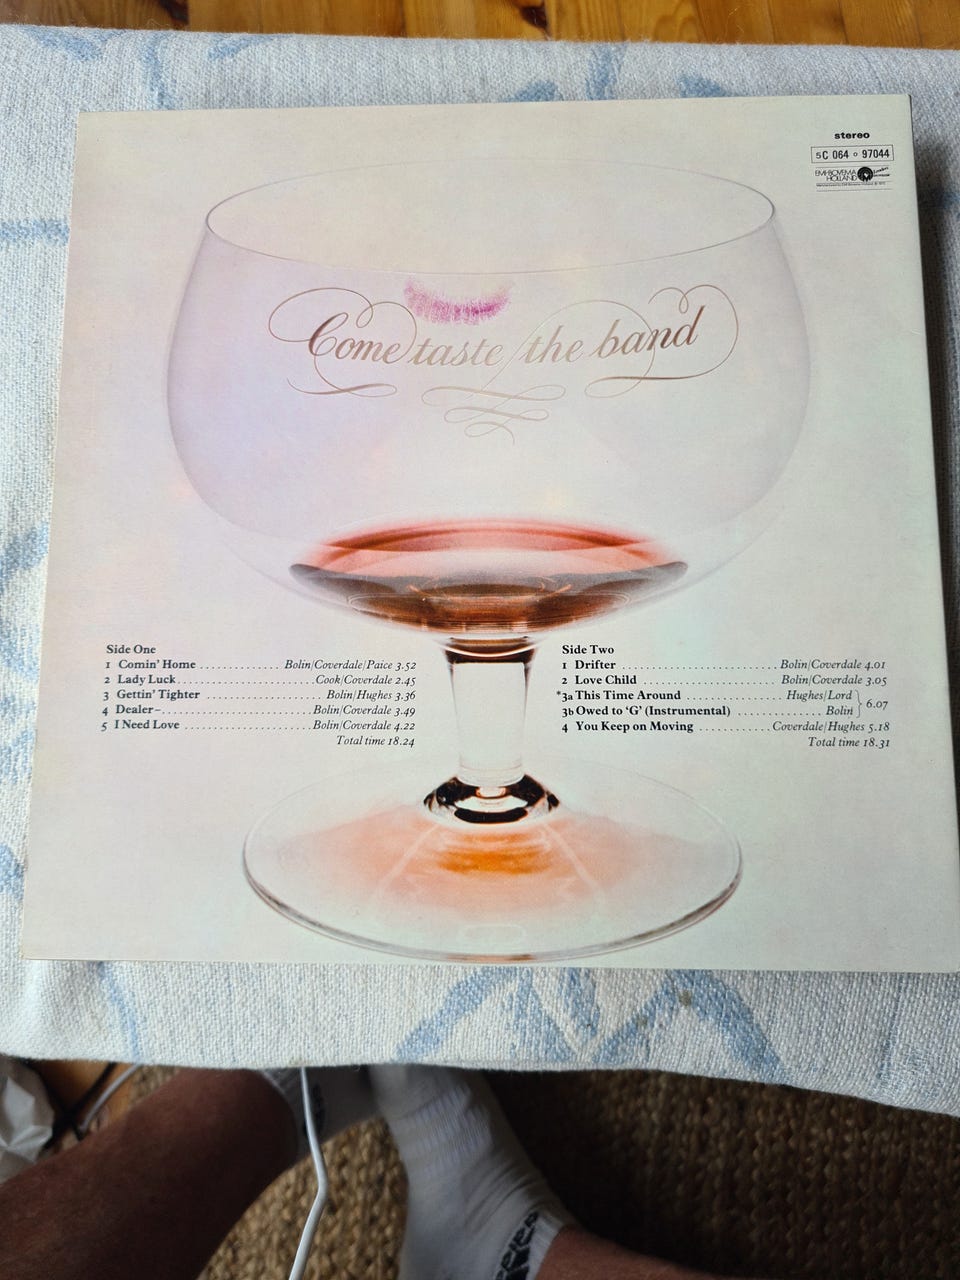 stereo
5C 064 o 97044
EMI-BOVEMA
HOLLAND
Come taste the band
Side One
1 Comin' Home ............ Bolin/Coverdale/Paice 3.52
2 Lady Luck ..................... Cook/Coverdale 2.45
3 Gettin' Tighter .................. Bolin/Hughes 3.36
4 Dealer– ........................ Bolin/Coverdale 3.49
5 I Need Love .................... Bolin/Coverdale 4.22
Total time 18.24
Side Two
1 Drifter ........................ Bolin/Coverdale 4.01
2 Love Child ..................... Bolin/Coverdale 3.05
*3a This Time Around ............... Hughes/Lord
3b Owed to ‘G’ (Instrumental) ............ Bolin } 6.07
4 You Keep on Moving ........... Coverdale/Hughes 5.18
Total time 18.31